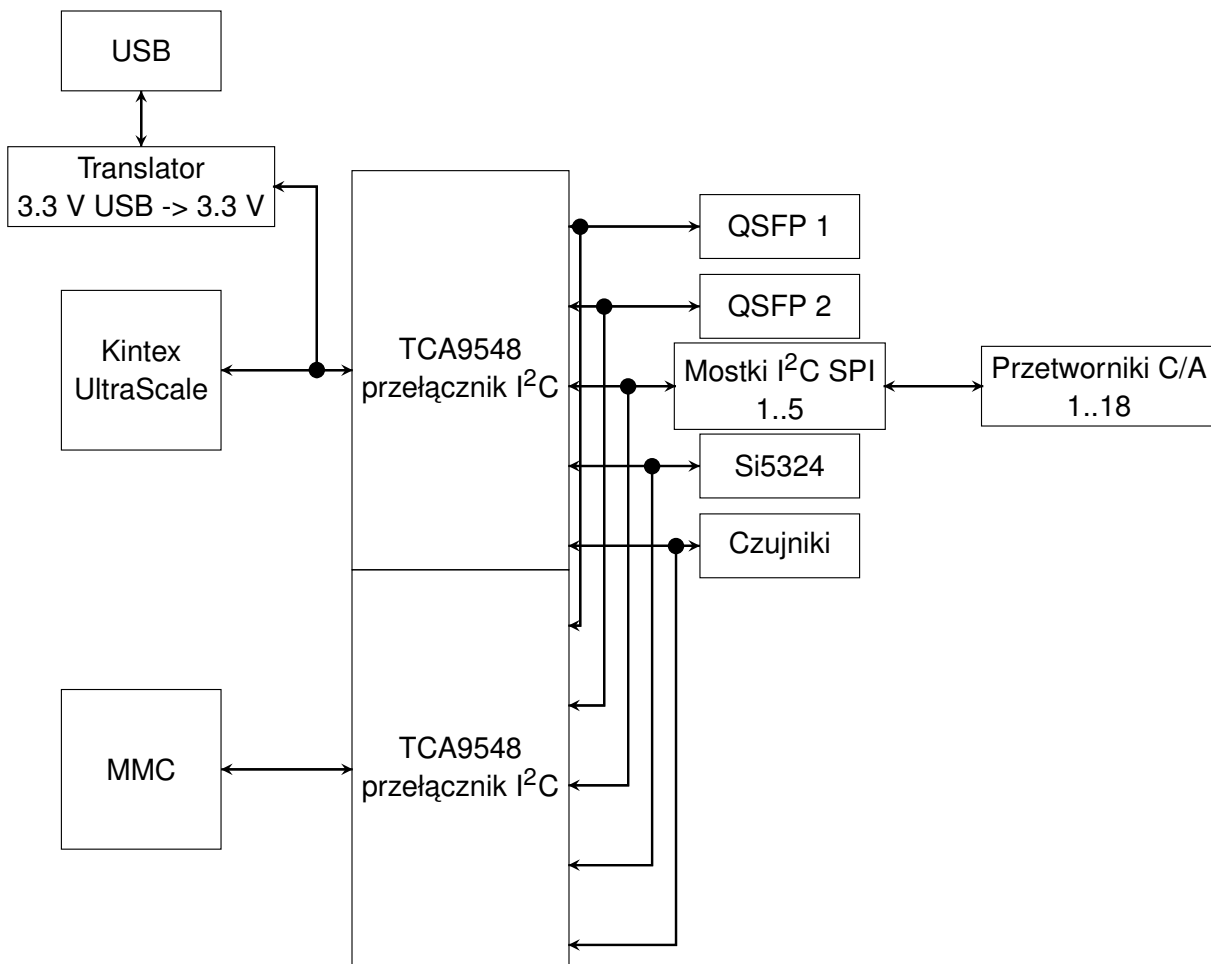 USB
Translator
3.3 V USB -> 3.3 V
Kintex
UltraScale
MMC
TCA9548
przełącznik I²C
TCA9548
przełącznik I²C
QSFP 1
QSFP 2
Mostki I²C SPI
1..5
Si5324
Czujniki
Przetworniki C/A
1..18